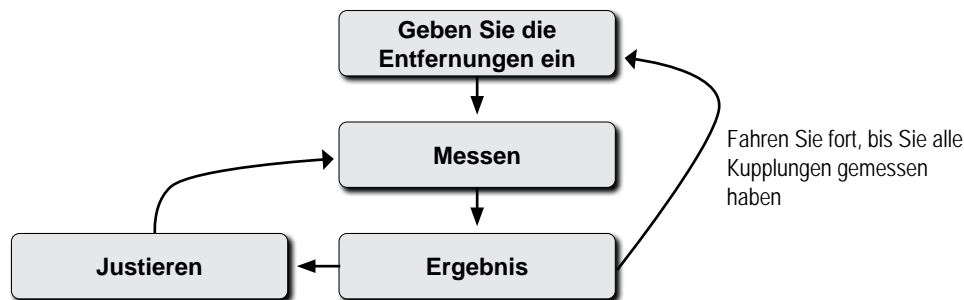 Geben Sie die
Entfernungen ein
Messen
Fahren Sie fort, bis Sie alle
Kupplungen gemessen
haben
Justieren
Ergebnis